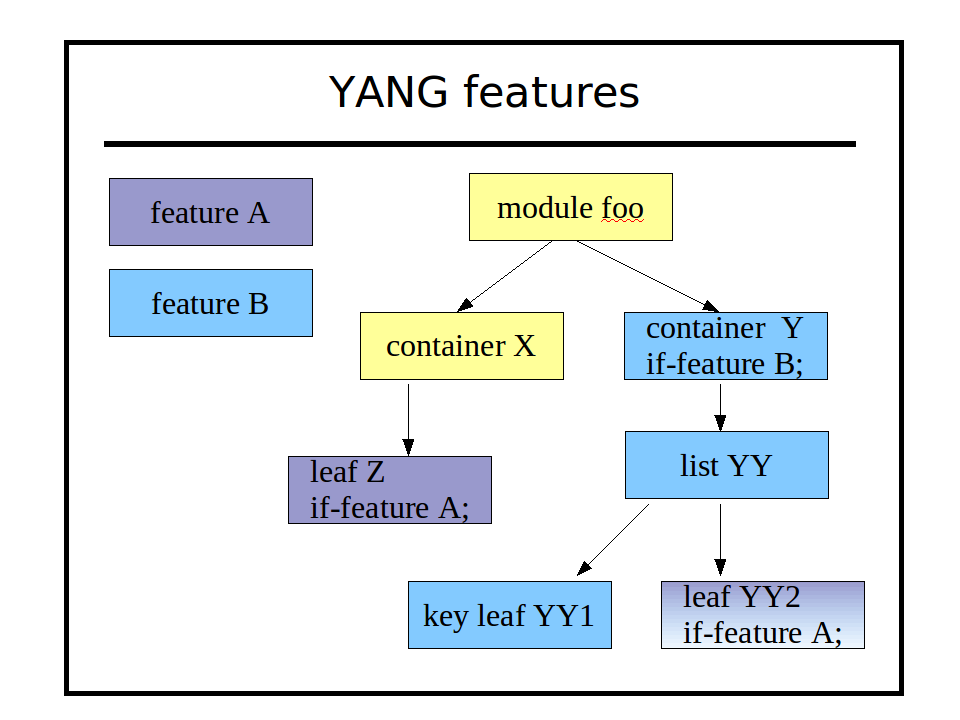 YANG features
feature A
module foo
feature B
container X
container  Y
if-feature B;
leaf Z
if-feature A;
list YY
key leaf YY1
leaf YY2
if-feature A;